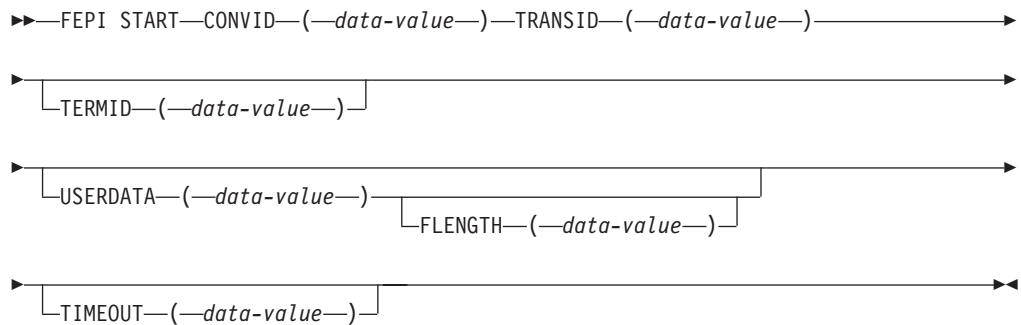 FEPI START CONVID ( data-value ) TRANSID ( data-value )
TERMID ( data-value )
USERDATA ( data-value )
FLENGTH ( data-value )
TIMEOUT ( data-value )